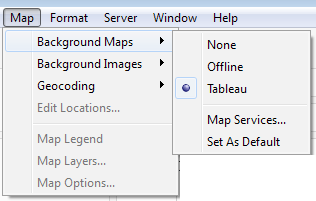 Map Format Server Window Help
Background Maps
Background Images
Geocoding
Edit Locations...
Map Legend
Map Layers...
Map Options...
None
Offline
Tableau
Map Services...
Set As Default